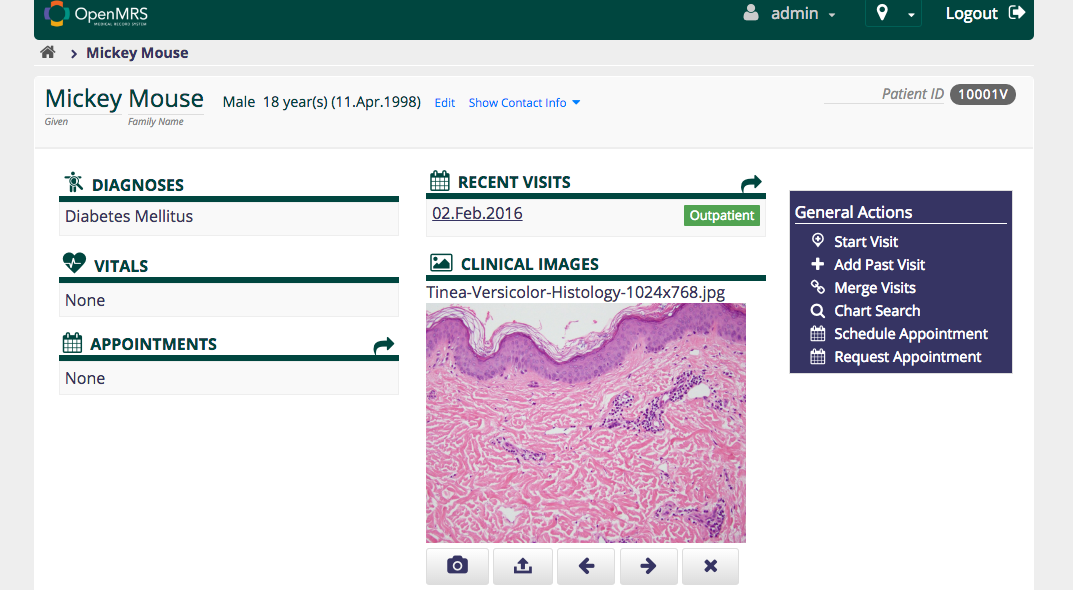 OpenMRS
MEDICAL RECORD SYSTEM
admin
Logout
Mickey Mouse
Mickey Mouse
Given
Family Name
Male 18 year(s) (11.Apr.1998)
Edit
Show Contact Info
Patient ID
10001V
DIAGNOSES
Diabetes Mellitus
VITALS
None
APPOINTMENTS
None
RECENT VISITS
02.Feb.2016
Outpatient
CLINICAL IMAGES
Tinea-Versicolor-Histology-1024x768.jpg
General Actions
Start Visit
Add Past Visit
Merge Visits
Chart Search
Schedule Appointment
Request Appointment